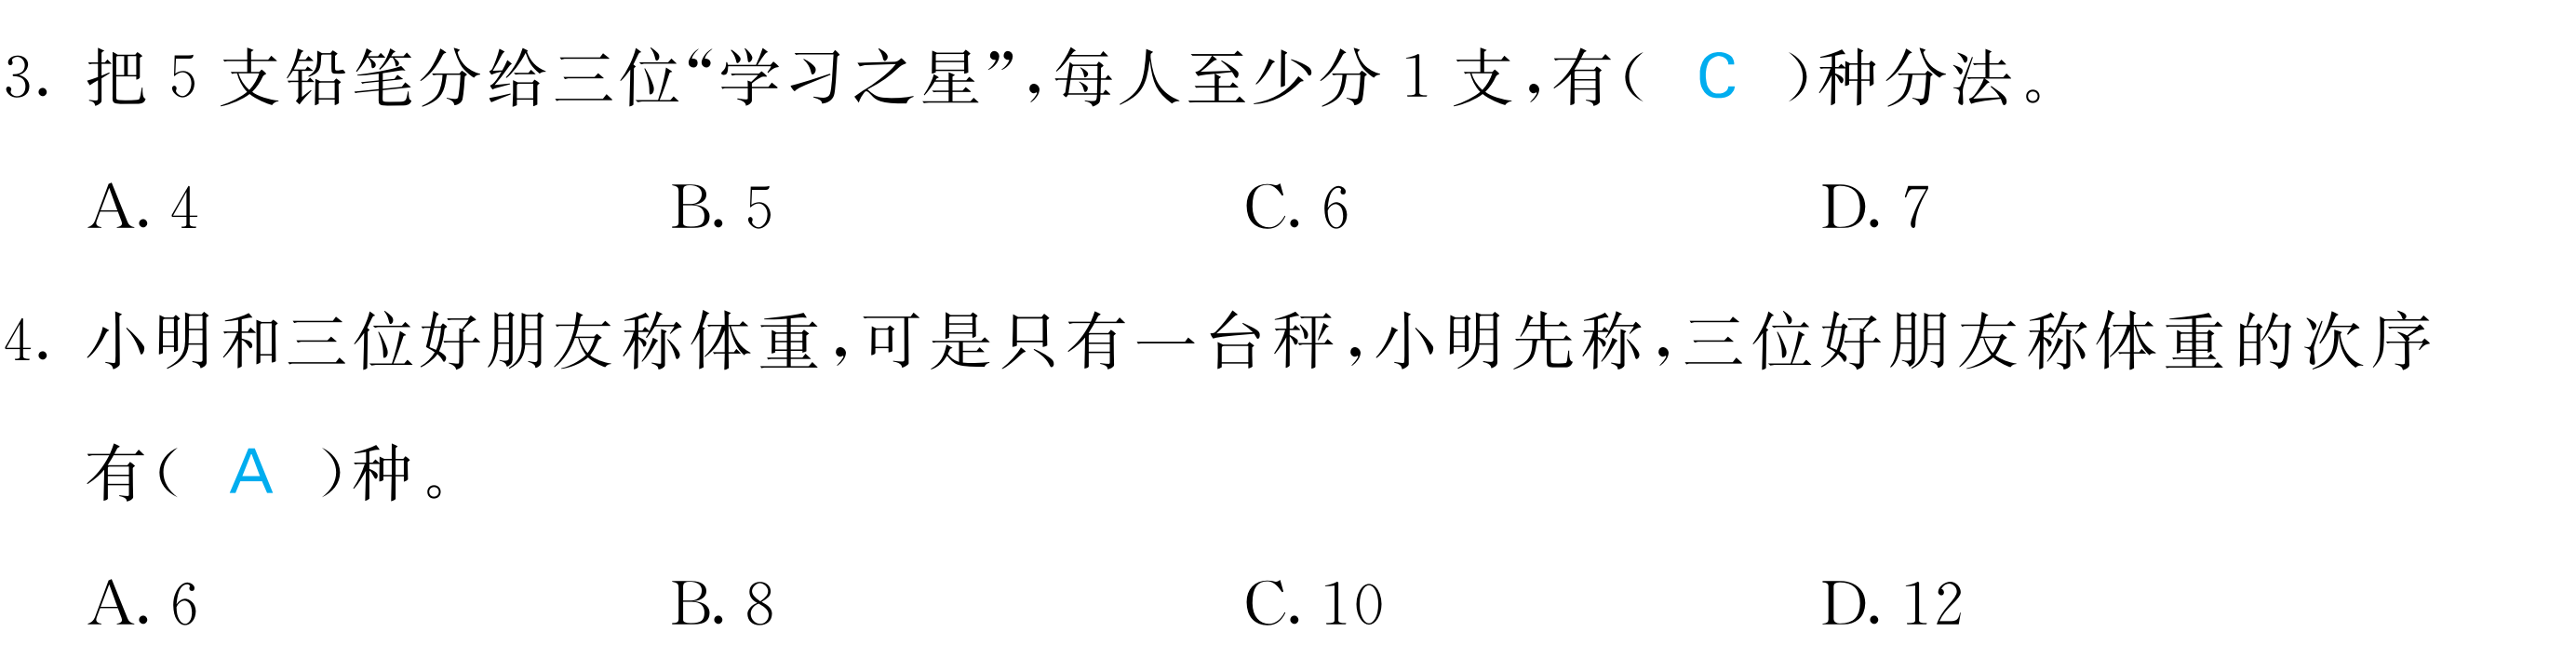 3. 把 5 支铅笔分给三位“学习之星”,每人至少分 1 支,有( C )种分法。
A. 4 B. 5 C. 6 D. 7
4. 小明和三位好朋友称体重,可是只有一台秤,小明先称,三位好朋友称体重的次序
有( A )种。
A. 6 B. 8 C. 10 D. 12